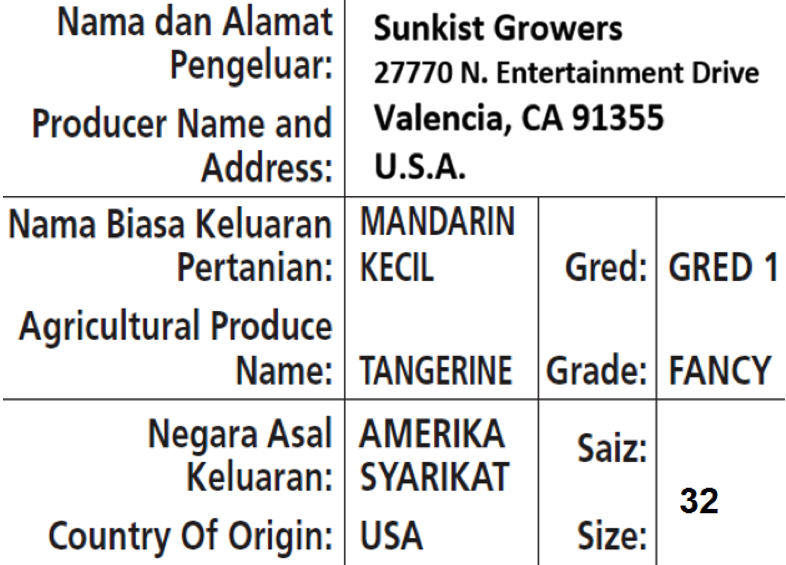 Nama dan Alamat
Pengeluar:
Producer Name and
Address:
Sunkist Growers
27770 N. Entertainment Drive
Valencia, CA 91355
U.S.A.
Nama Biasa Keluaran
Pertanian:
MANDARIN
KECIL
Gred:
GRED 1
Agricultural Produce
Name:
TANGERINE
Grade:
FANCY
Negara Asal
Keluaran:
AMERIKA
SYARIKAT
Saiz:
Country Of Origin:
USA
Size:
32